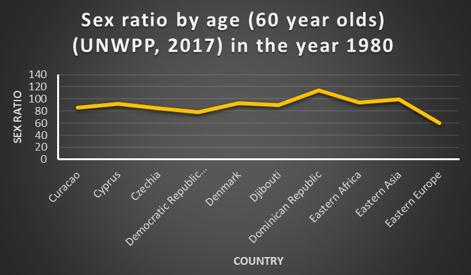 Sex ratio by age (60 year olds)
(UNWPP, 2017) in the year 1980
140
120
100
80
60
40
20
0
SEX RATIO
Curacao
Cyprus
Czechia
Democratic Republic...
Denmark
Djibouti
Dominican Republic
Eastern Africa
Eastern Asia
Eastern Europe
COUNTRY